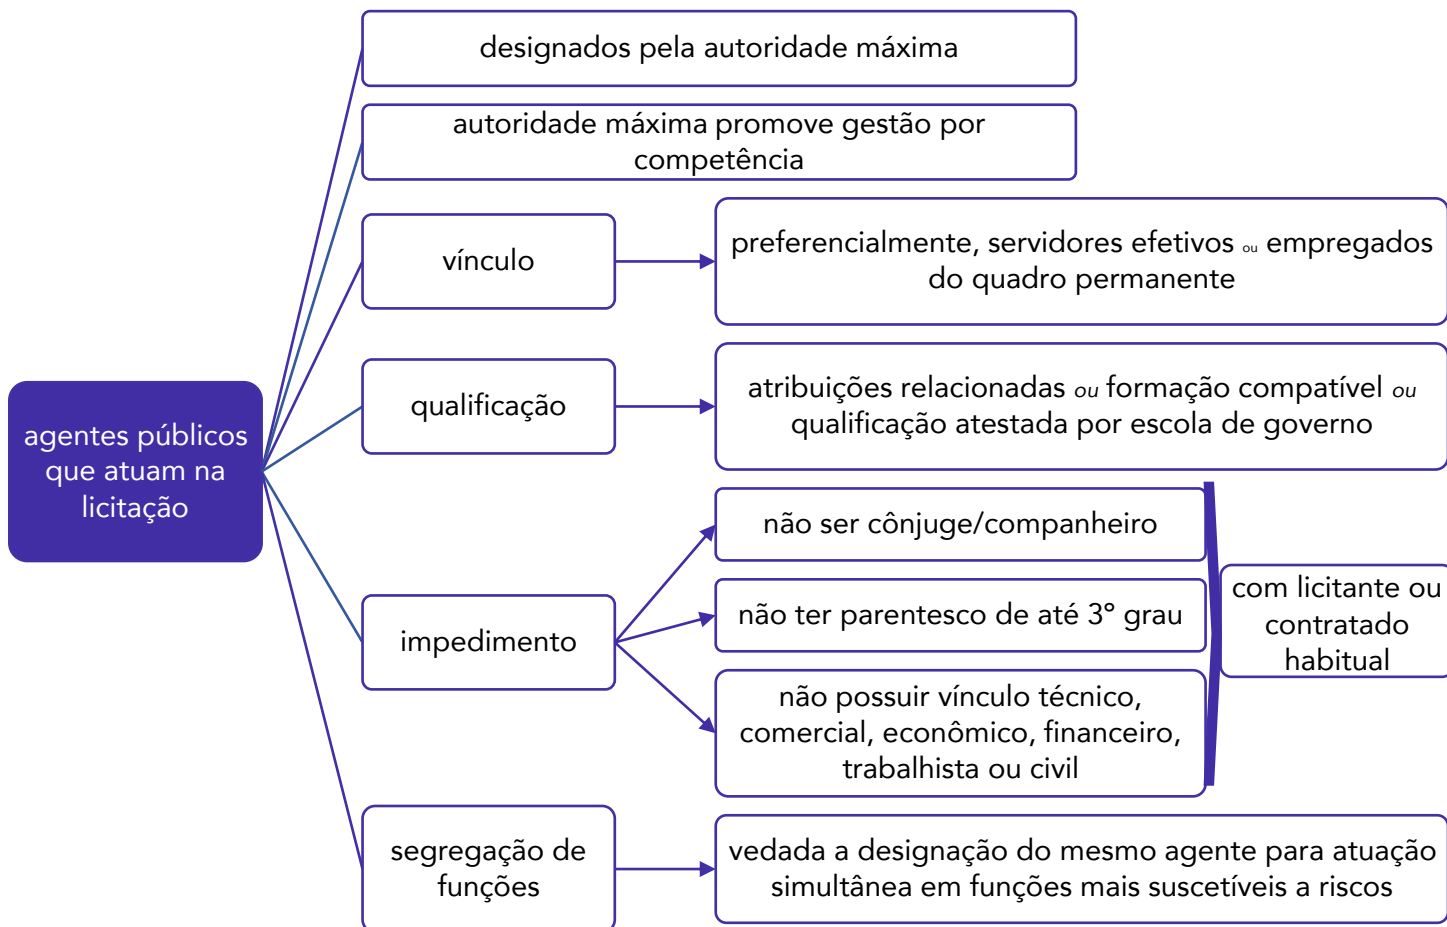 designados pela autoridade máxima
autoridade máxima promove gestão por
competência
vínculo
preferencialmente, servidores efetivos ou empregados
do quadro permanente
agentes públicos
que atuam na
licitação
qualificação
atribuições relacionadas ou formação compatível ou
qualificação atestada por escola de governo
impedimento
não ser cônjuge/companheiro
não ter parentesco de até 3º grau
não possuir vínculo técnico,
comercial, econômico, financeiro,
trabalhista ou civil
com licitante ou
contratado
habitual
segregação de
funções
vedada a designação do mesmo agente para atuação
simultânea em funções mais suscetíveis a riscos